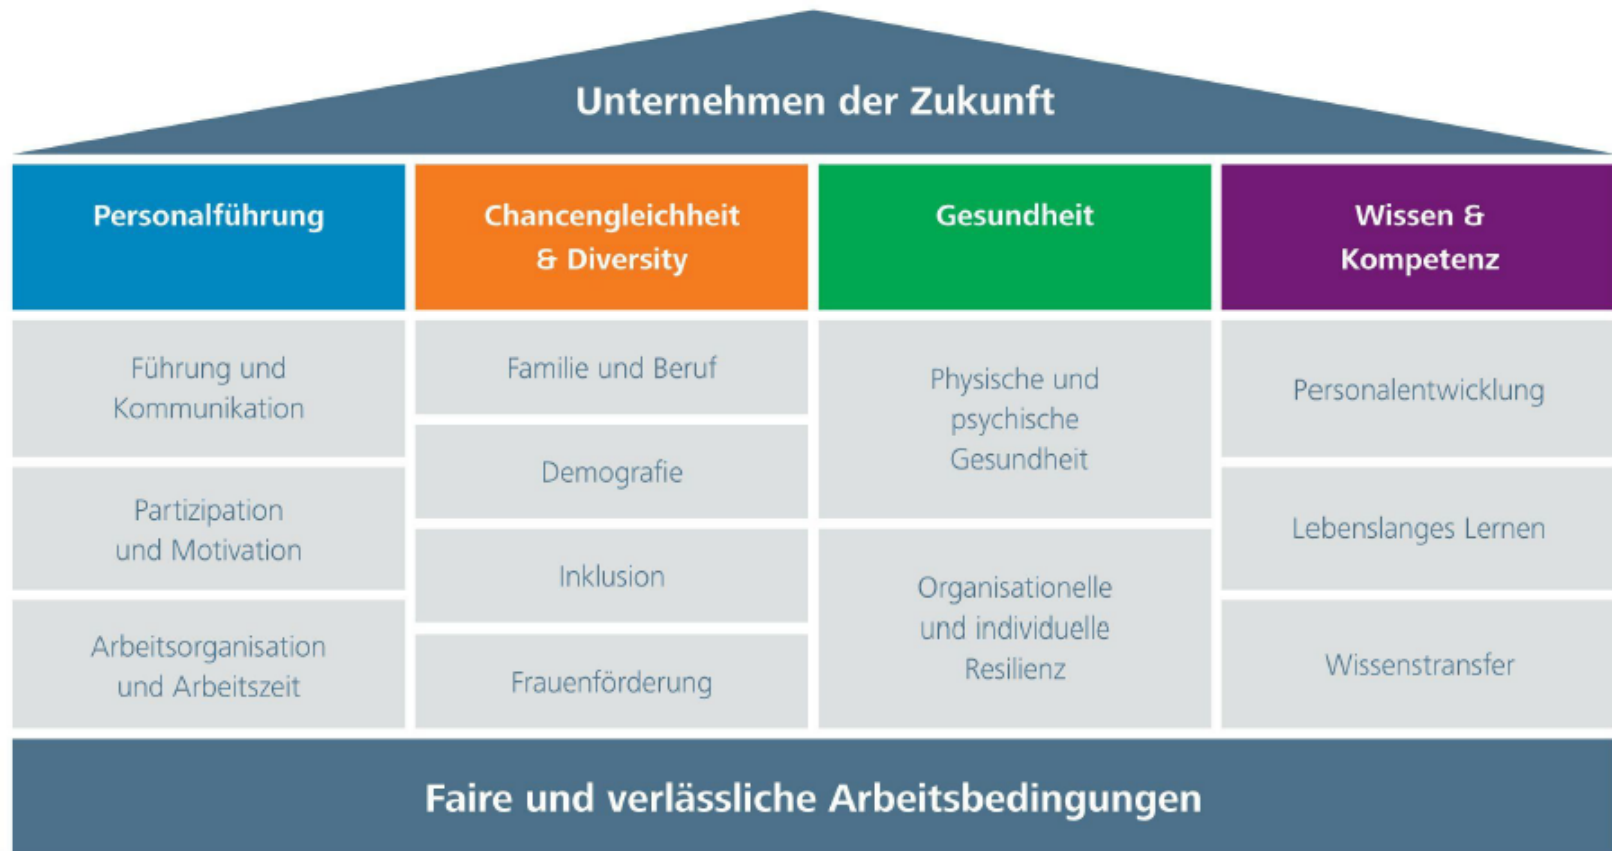 Unternehmen der Zukunft
Personalführung
Chancengleichheit
& Diversity
Gesundheit
Wissen &
Kompetenz
Führung und
Kommunikation
Partizipation
und Motivation
Arbeitsorganisation
und Arbeitszeit
Familie und Beruf
Demografie
Inklusion
Frauenförderung
Physische und
psychische
Gesundheit
Organisationelle
und individuelle
Resilienz
Personalentwicklung
Lebenslanges Lernen
Wissenstransfer
Faire und verlässliche Arbeitsbedingungen